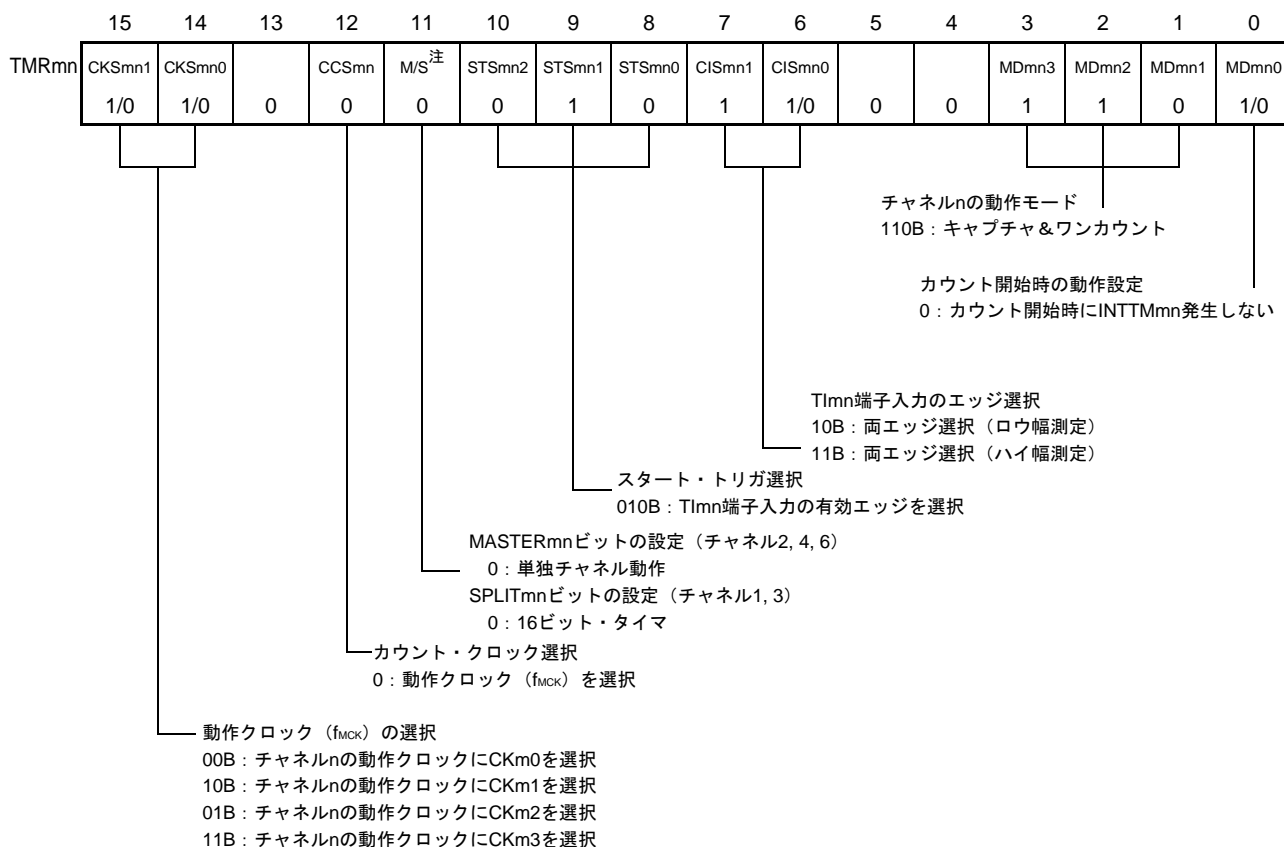 15 14 13 12 11 10 9 8 7 6 5 4 3 2 1 0
TMRmn CKSmn1 CKSmn0 CCSmn M/S注 STSmn2 STSmn1 STSmn0 CISmn1 CISmn0 MDmn3 MDmn2 MDmn1 MDmn0
1/0 1/0 0 0 0 0 1 0 1 1/0 0 0 1 1 0 1/0
チャネルnの動作モード
110B：キャプチャ＆ワンカウント
カウント開始時の動作設定
0：カウント開始時にINTTMmn発生しない
TImn端子入力のエッジ選択
10B：両エッジ選択（ロウ幅測定）
11B：両エッジ選択（ハイ幅測定）
スタート・トリガ選択
010B：TImn端子入力の有効エッジを選択
MASTERmnビットの設定（チャネル2, 4, 6）
0：単独チャネル動作
SPLITmnビットの設定（チャネル1, 3）
0：16ビット・タイマ
カウント・クロック選択
0：動作クロック（fMCK）を選択
動作クロック（fMCK）の選択
00B：チャネルnの動作クロックにCKm0を選択
10B：チャネルnの動作クロックにCKm1を選択
01B：チャネルnの動作クロックにCKm2を選択
11B：チャネルnの動作クロックにCKm3を選択